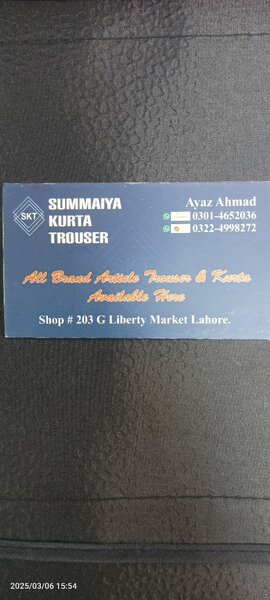 SKT
SUMMAIYA
KURTA
TROUSER
Ayaz Ahmad
0301-4652036
0322-4998272
All Brand Article Trouser & Kurta
Available Here
Shop # 203 G Liberty Market Lahore.
2025/03/06 15:54